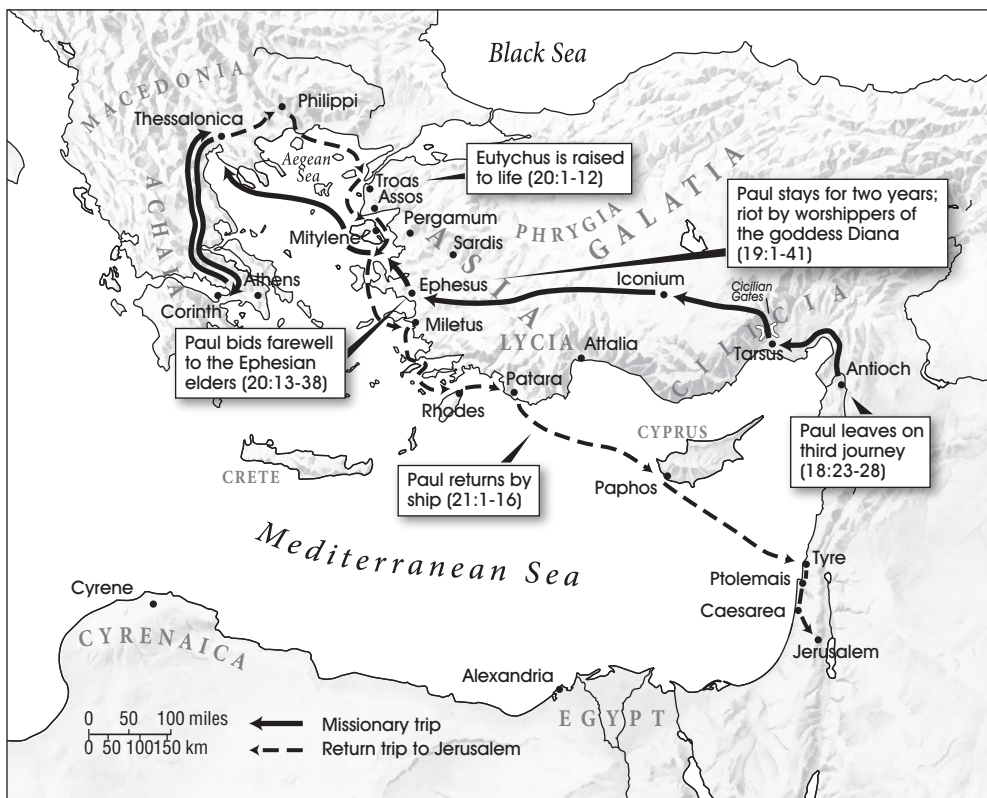 Black Sea
MACEDONIA
Philippi
Thessalonica
Aegean
Sea
Eutychus is raised
to life (20:1-12)
Troas
Assos
Paul stays for two years;
riot by worshippers of
the goddess Diana
(19:1-41)
ACHAIA
Pergamum
PHRYGIA
GALATIA
Mitylene
ASIA
Sardis
Athens
Ephesus
Iconium
Cicilian
Gates
CILICIA
Corinth
Miletus
Paul bids farewell
to the Ephesian
elders (20:13-38)
LYCIA
Attalia
Tarsus
Antioch
Patara
Rhodes
Paul leaves on
third journey
(18:23-28)
CYPRUS
CRETE
Paul returns by
ship (21:1-16)
Paphos
Mediterranean Sea
Tyre
Ptolemais
Cyrene
Caesarea
CYRENAICA
Jerusalem
Alexandria
EGYPT
0 50 100 miles
0 50 100150 km
Missionary trip
Return trip to Jerusalem